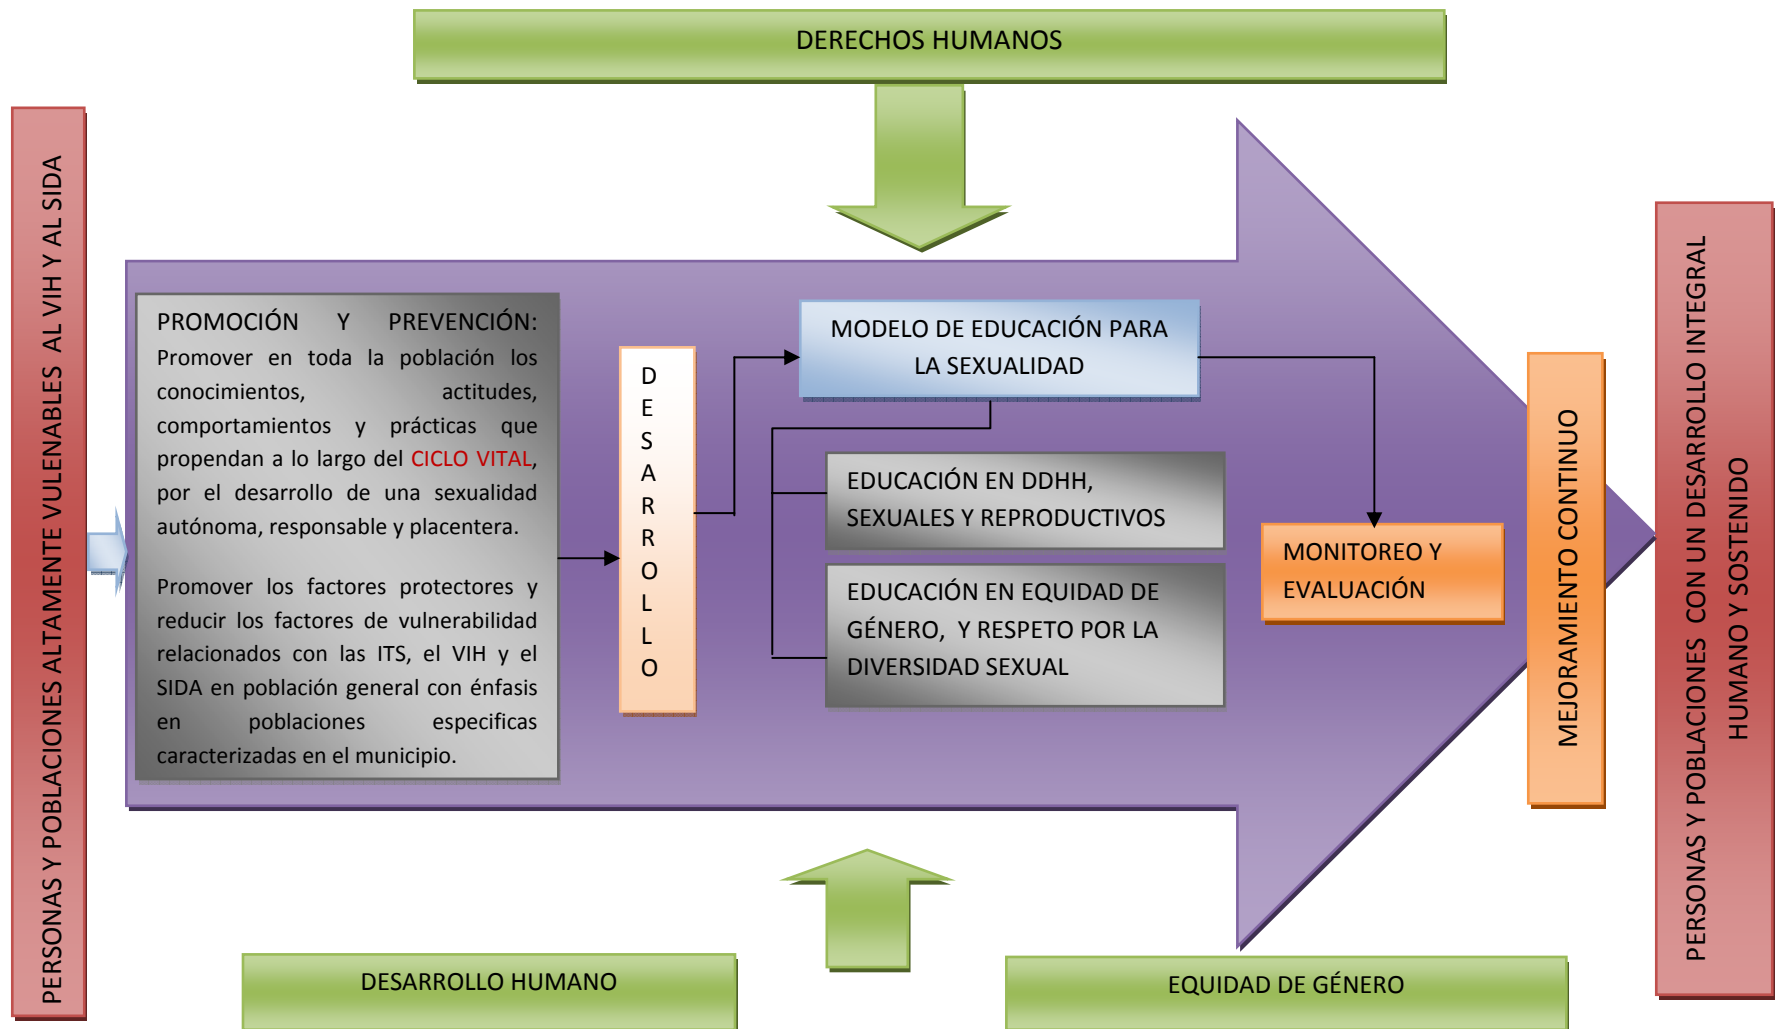 DERECHOS HUMANOS
PERSONAS Y POBLACIONES ALTAMENTE VULENABLES AL VIH Y AL SIDA
PROMOCIÓN Y PREVENCIÓN:
Promover en toda la población los
conocimientos, actitudes,
comportamientos y prácticas que
propendan a lo largo del CICLO VITAL,
por el desarrollo de una sexualidad
autónoma, responsable y placentera.
Promover los factores protectores y
reducir los factores de vulnerabilidad
relacionados con las ITS, el VIH y el
SIDA en población general con énfasis
en poblaciones especificas
caracterizadas en el municipio.
D
E
S
A
R
R
O
L
L
O
MODELO DE EDUCACIÓN PARA
LA SEXUALIDAD
EDUCACIÓN EN DDHH,
SEXUALES Y REPRODUCTIVOS
EDUCACIÓN EN EQUIDAD DE
GÉNERO, Y RESPETO POR LA
DIVERSIDAD SEXUAL
MONITOREO Y
EVALUACIÓN
MEJORAMIENTO CONTINUO
PERSONAS Y POBLACIONES CON UN DESARROLLO INTEGRAL
HUMANO Y SOSTENIDO
DESARROLLO HUMANO
EQUIDAD DE GÉNERO